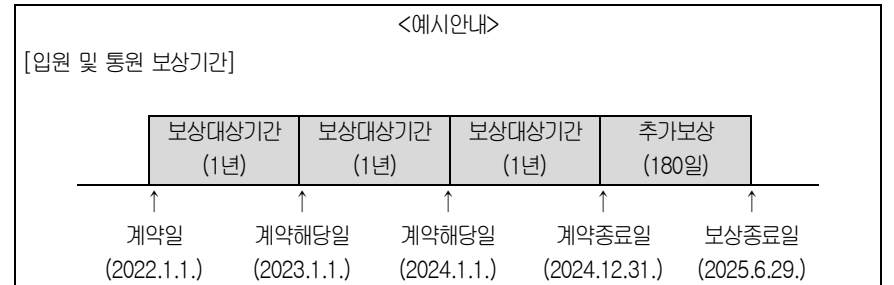 <예시안내>
[입원 및 통원 보상기간]
보상대상기간 보상대상기간 보상대상기간 추가보상
(1년) (1년) (1년) (180일)
↑ ↑ ↑ ↑ ↑
계약일 계약해당일 계약해당일 계약종료일 보상종료일
(2022.1.1.) (2023.1.1.) (2024.1.1.) (2024.12.31.) (2025.6.29.)